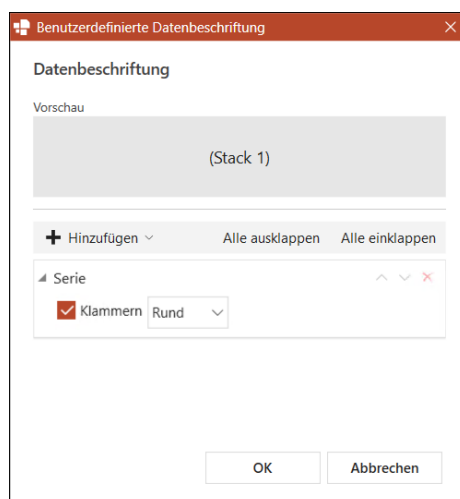 Benutzerdefinierte Datenbeschriftung
Datenbeschriftung
Vorschau
(Stack 1)
Hinzufügen Alle ausklappen Alle einklappen
Serie
Klammern Rund
OK Abbrechen